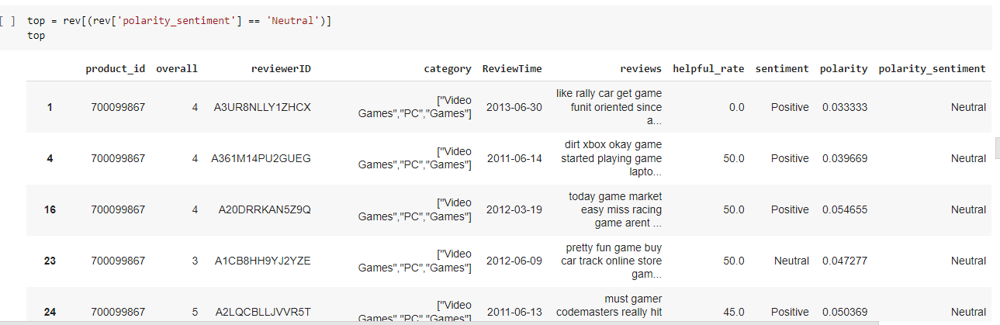 [ ] top = rev[(rev['polarity_sentiment'] == 'Neutral')]
top
product_id overall reviewerID category ReviewTime reviews helpful_rate sentiment polarity polarity_sentiment
1 700099867 4 A3UR8NLLY1ZHCX ["Video Games","PC","Games"] 2013-06-30 like rally car get game funit oriented since a... 0.0 Positive 0.033333 Neutral
4 700099867 4 A361M14PU2GUEG ["Video Games","PC","Games"] 2011-06-14 dirt xbox okay game started playing game lapto... 50.0 Positive 0.039669 Neutral
16 700099867 4 A20DRRKAN5Z9Q ["Video Games","PC","Games"] 2012-03-19 today game market easy miss racing game arent ... 50.0 Positive 0.054655 Neutral
23 700099867 3 A1CB8HH9YJ2YZE ["Video Games","PC","Games"] 2012-06-09 pretty fun game buy car track online store gam... 50.0 Neutral 0.047277 Neutral
24 700099867 5 A2LQCBLLJVVR5T ["Video Games","PC","Games"] 2011-06-13 must gamer codemasters really hit 45.0 Positive 0.050369 Neutral